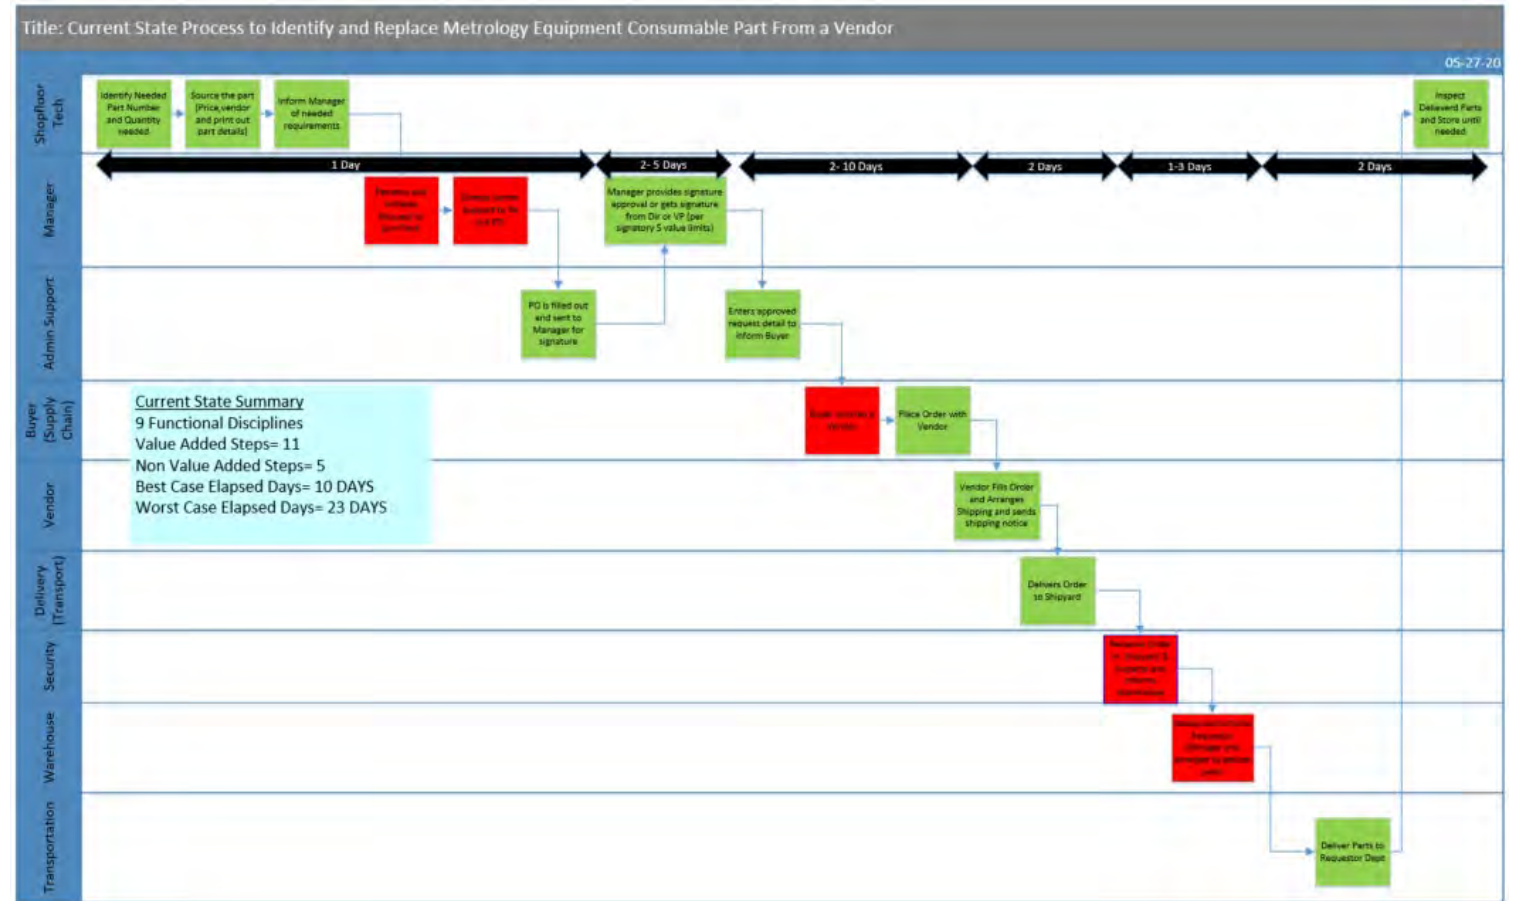 Title: Current State Process to Identify and Replace Metrology Equipment Consumable Part From a Vendor
05-27-20
Shopfloor
Tech
Identify Needed
Part Number
and Quantity
needed
Source the part
(Price,vendor
and print out
part details)
Inform Manager
of needed
requirements
Inspect
Deliaverd Parts
and Store until
needed
1 Day
2- 5 Days
2- 10 Days
2 Days
1-3 Days
2 Days
Manager
Manager provides signature
approval or gets signature
from Dir or VP (per
signatory $ value limits)
Admin Support
PO is filled out
and sent to
Manager for
signature
Enters approved
request detail to
inform Buyer
Buyer
(Supply
Chain)
Place Order with
Vendor
Current State Summary
9 Functional Disciplines
Value Added Steps= 11
Non Value Added Steps= 5
Best Case Elapsed Days= 10 DAYS
Worst Case Elapsed Days= 23 DAYS
Vendor
Vendor Fills Order
and Arranges
Shipping and sends
shipping notice
Delivery
(Transport)
Delivers Order
to Shipyard
Security
Warehouse
Transportation
Deliver Parts to
Requestor Dept